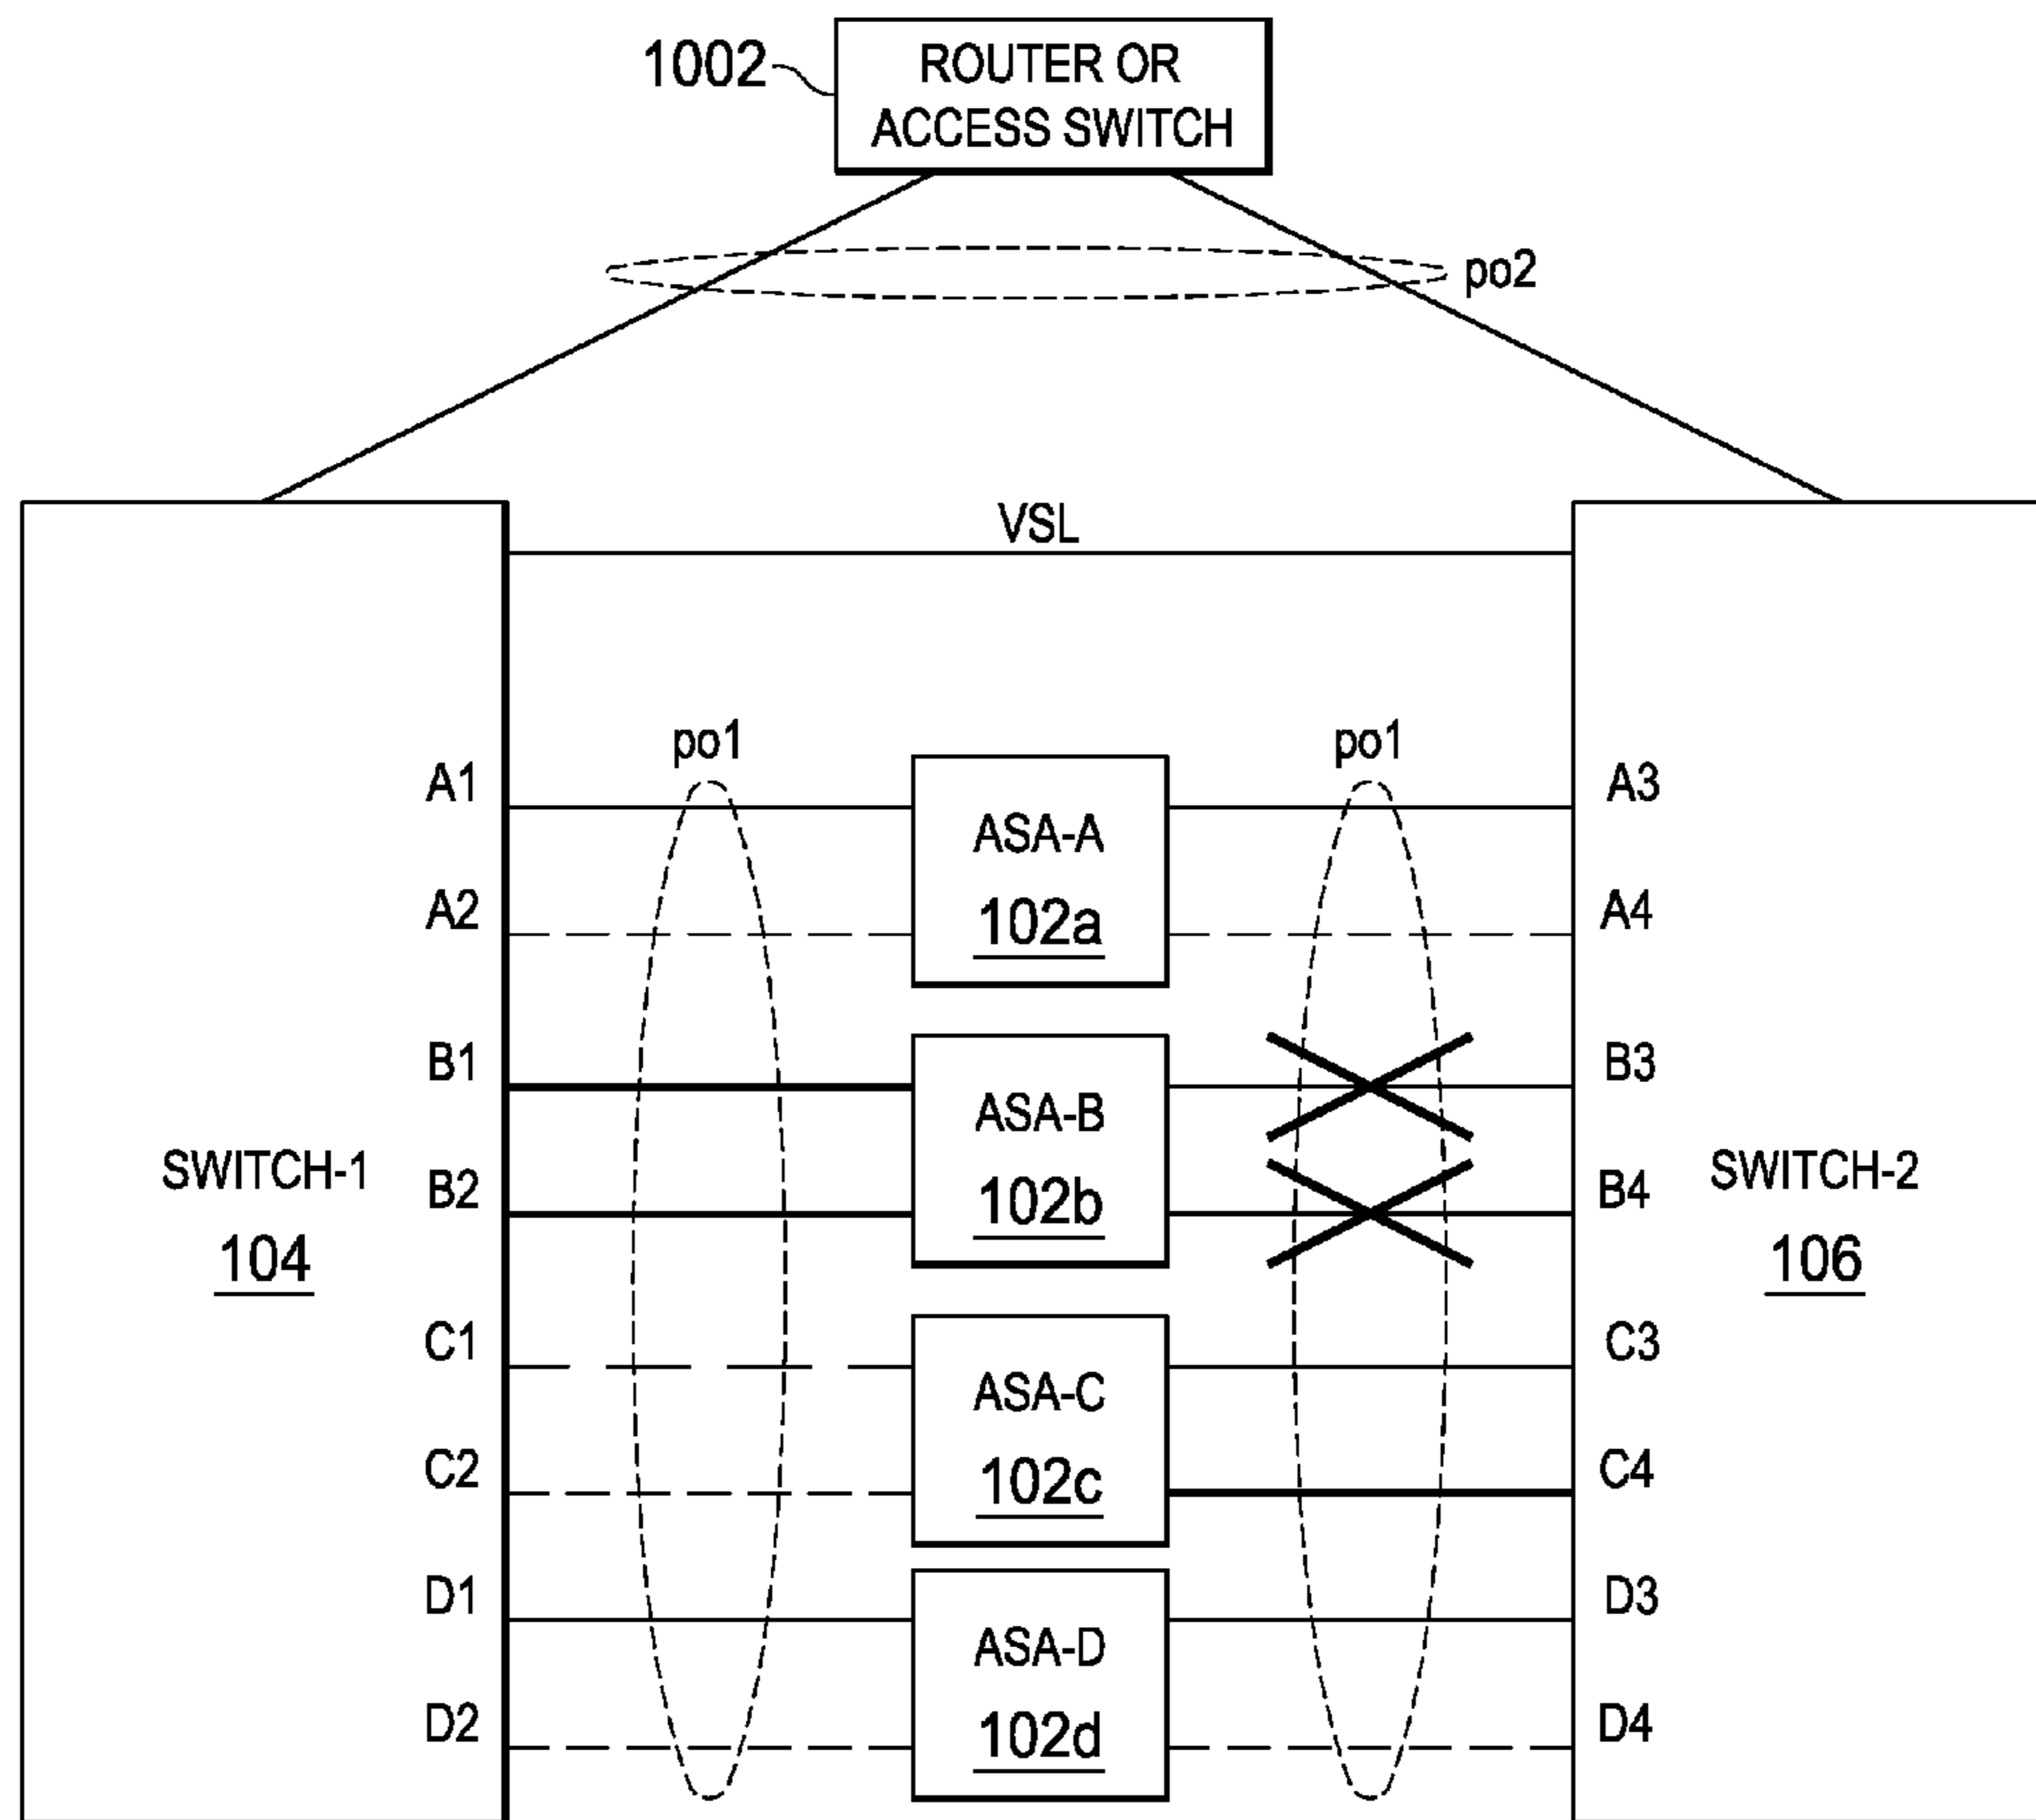 1002
ROUTER OR
ACCESS SWITCH
po2
VSL
po1
po1
A1
A3
ASA-A
A2
A4
102a
B1
B3
ASA-B
SWITCH-1
B2
102b
B4
SWITCH-2
104
106
C1
C3
ASA-C
C2
C4
102c
D1
D3
ASA-D
D2
D4
102d